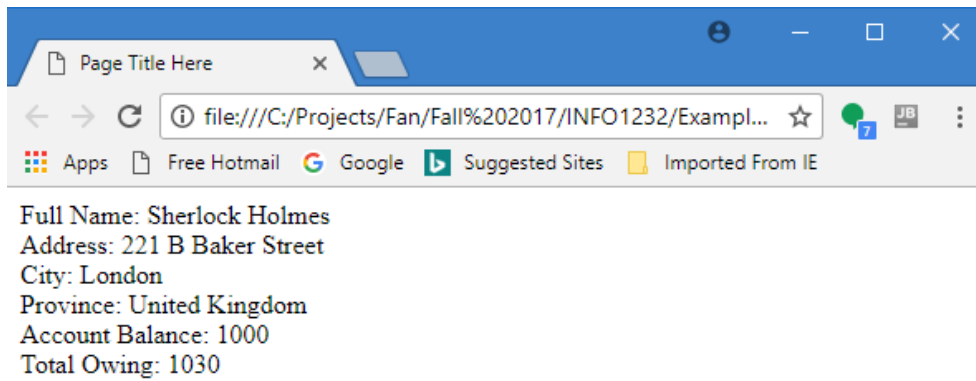 Page Title Here
file:///C:/Projects/Fan/Fall%202017/INFO1232/Exampl...
7
JB
Apps Free Hotmail Google Suggested Sites Imported From IE
Full Name: Sherlock Holmes
Address: 221 B Baker Street
City: London
Province: United Kingdom
Account Balance: 1000
Total Owing: 1030